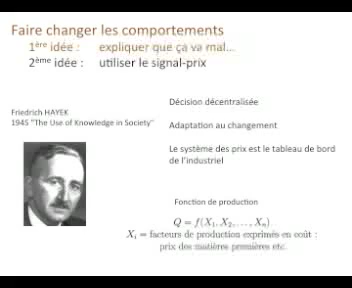 Faire changer les comportements
1ère idée : expliquer que ça va mal...
2ème idée : utiliser le signal-prix
Friedrich HAYEK
1945 "The Use of Knowledge in Society"
Décision décentralisée
Adaptation au changement
Le système des prix est le tableau de bord
de l'industriel
Fonction de production
Q = f(X₁, X₂, . . . , Xₙ)
Xᵢ = facteurs de production exprimés en coût :
prix des matières premières etc.